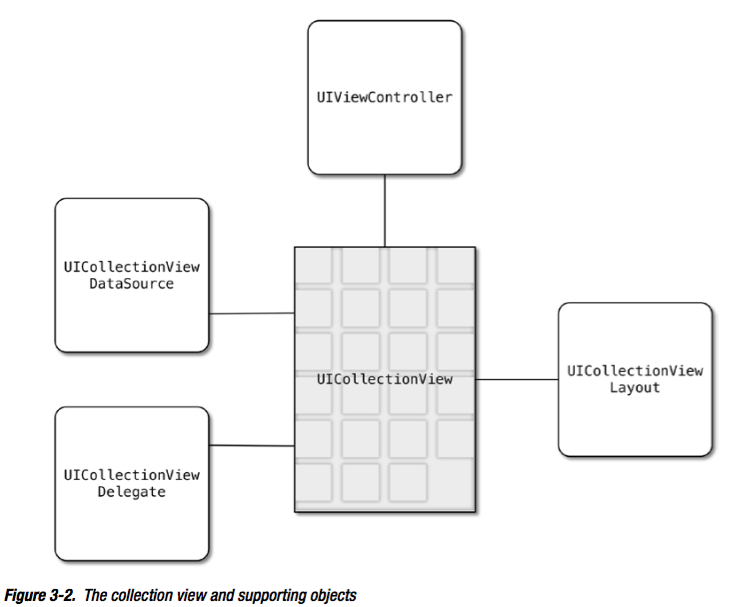 UIViewController
UICollectionView
DataSource
UICollectionView
UICollectionView
Layout
UICollectionView
Delegate
Figure 3-2. The collection view and supporting objects